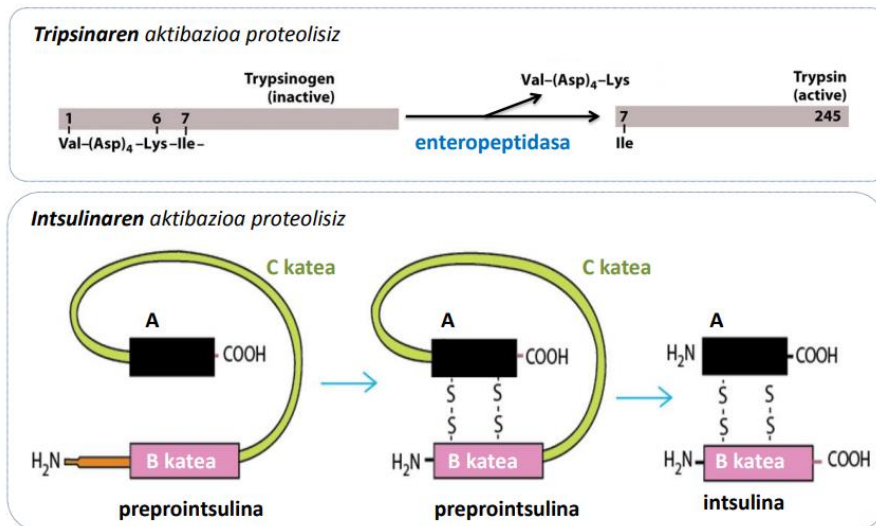 Tripsinaren aktibazioa proteolisiz
Trypsinogen
(inactive)
1 6 7
Val–(Asp)₄–Lys–Ile–
Val–(Asp)₄–Lys
enteropeptidasa
Trypsin
(active)
7 245
Ile
Intsulinaren aktibazioa proteolisiz
C katea
A
COOH
H₂N
B katea
preprointsulina
C katea
A
COOH
S S
S S
H₂N
B katea
preprointsulina
A
H₂N
COOH
S S
S S
H₂N
B katea
COOH
intsulina